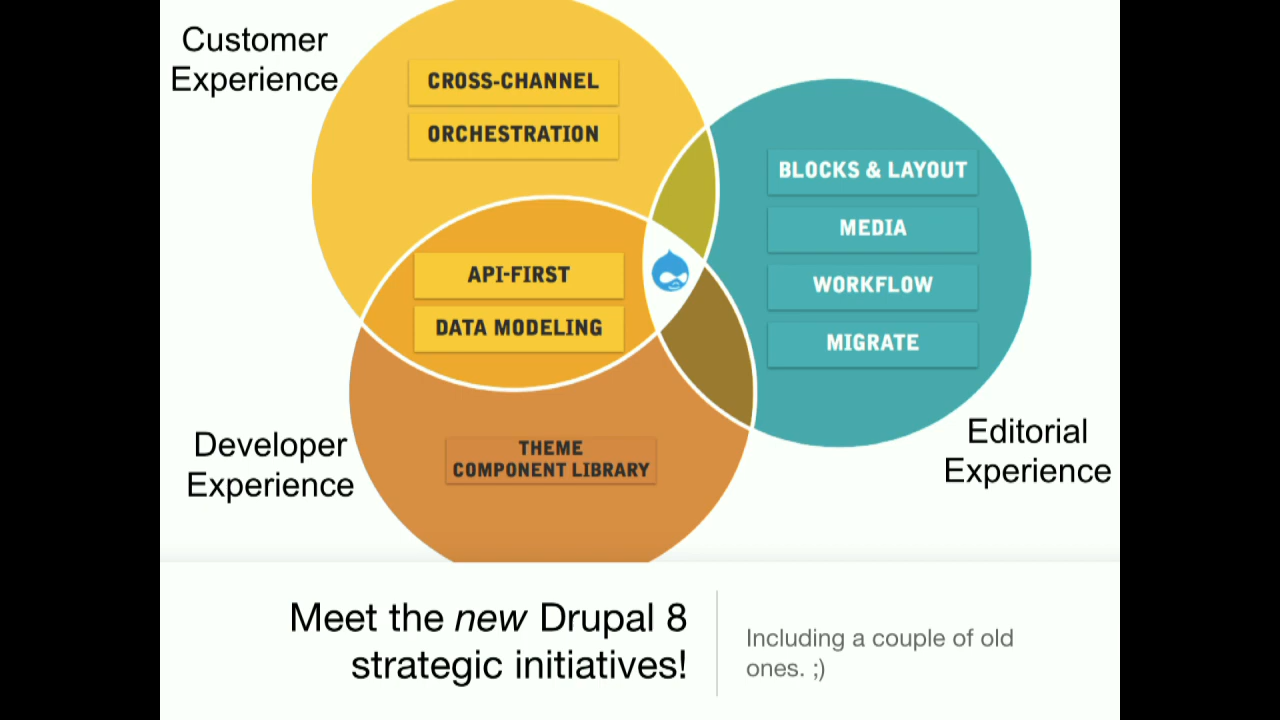 Customer
Experience
CROSS-CHANNEL
ORCHESTRATION
BLOCKS & LAYOUT
MEDIA
WORKFLOW
MIGRATE
API-FIRST
DATA MODELING
Developer
Experience
THEME
COMPONENT LIBRARY
Editorial
Experience
Meet the new Drupal 8
strategic initiatives!
Including a couple of old
ones. ;)